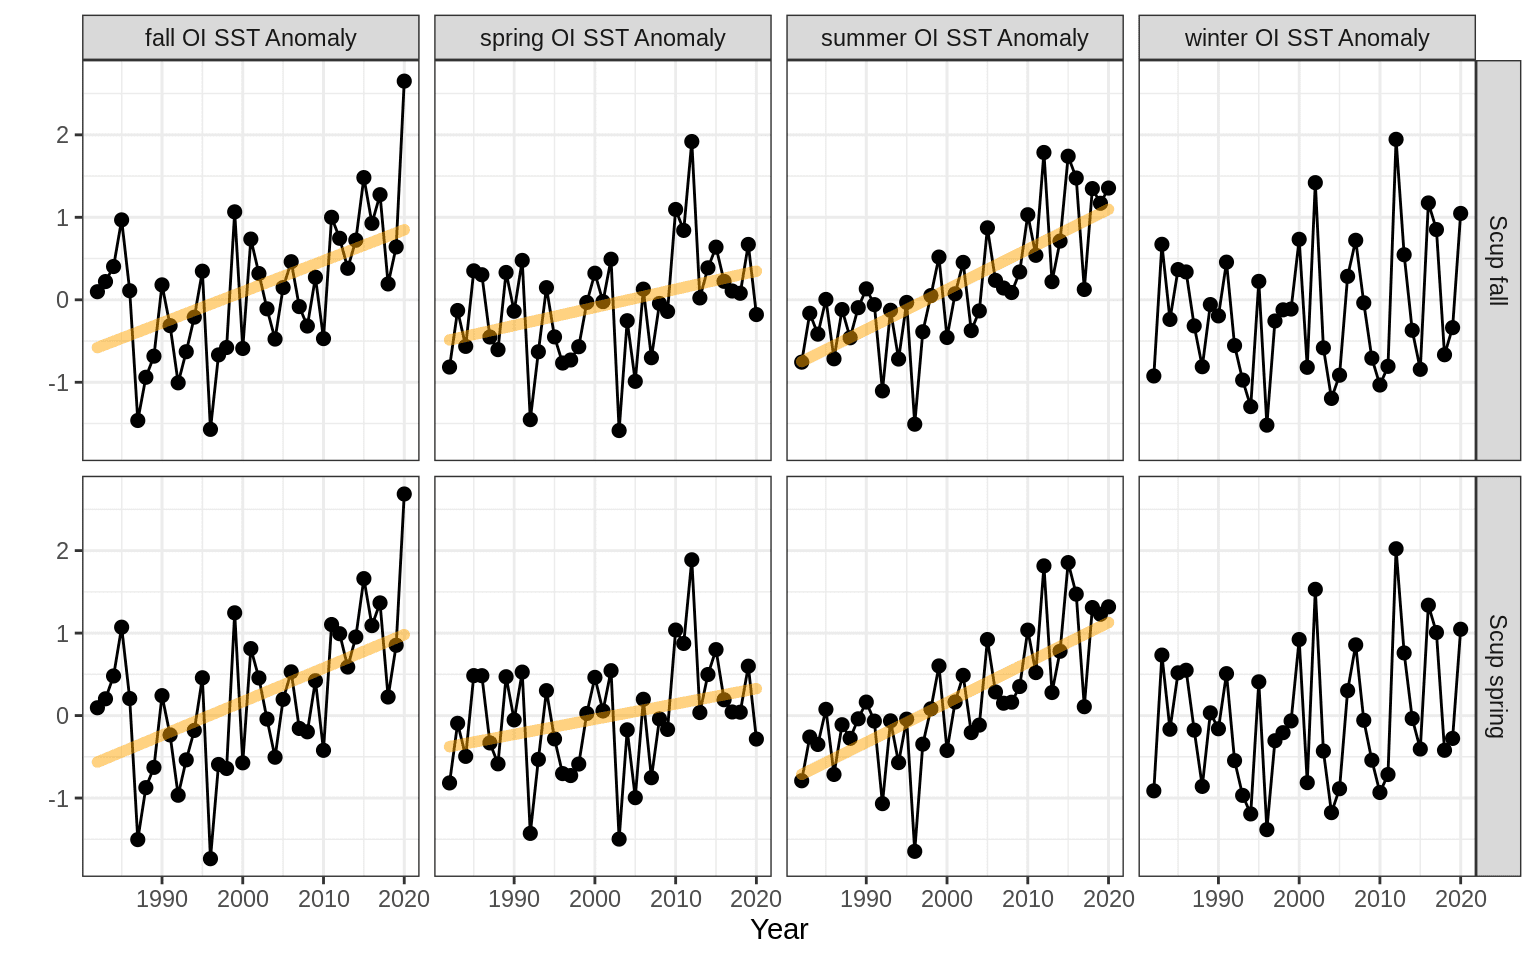 fall OI SST Anomaly
spring OI SST Anomaly
summer OI SST Anomaly
winter OI SST Anomaly
2
1
0
-1
Scup fall
2
1
0
-1
Scup spring
1990 2000 2010 2020
1990 2000 2010 2020
1990 2000 2010 2020
1990 2000 2010 2020
Year